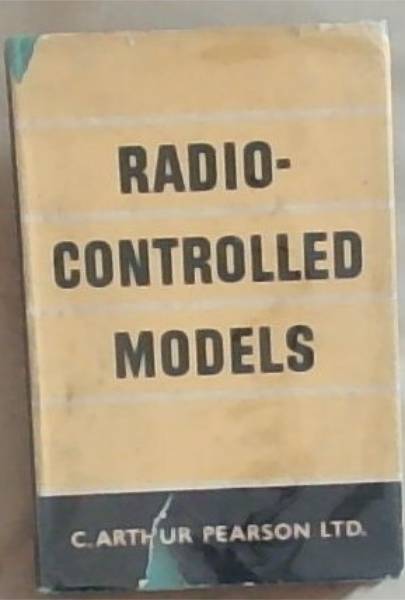 RADIO-
CONTROLLED
MODELS
C. ARTHUR PEARSON LTD.